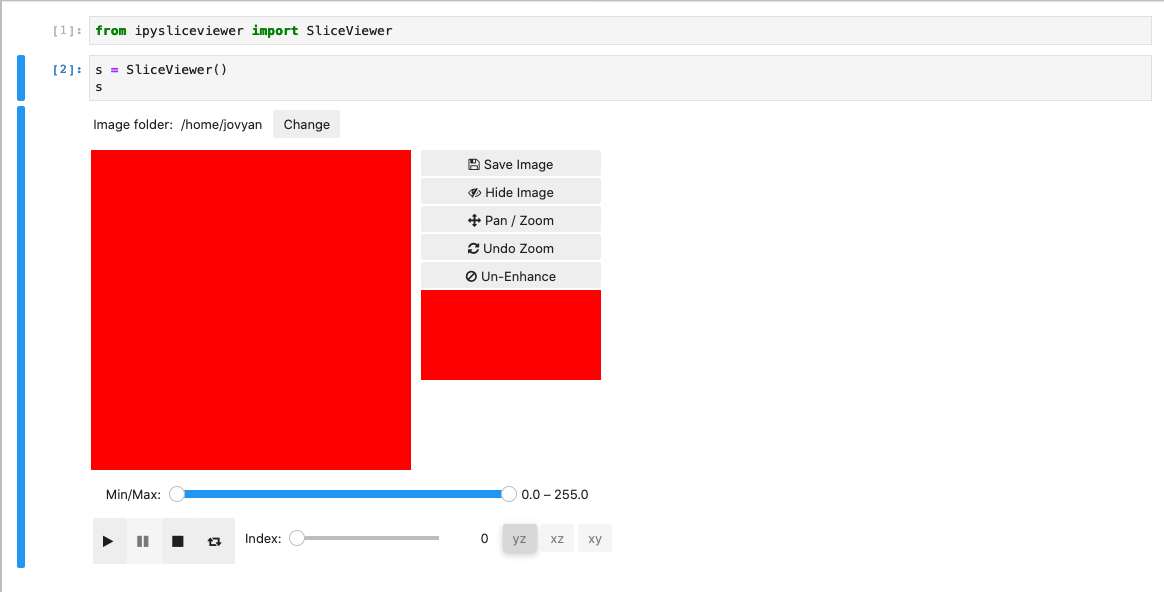 [1]: from ipysliceviewer import SliceViewer
[2]: s = SliceViewer()
s
Image folder: /home/jovyan Change
Save Image
Hide Image
Pan / Zoom
Undo Zoom
Un-Enhance
Min/Max: 0.0 – 255.0
Index: 0 yz xz xy